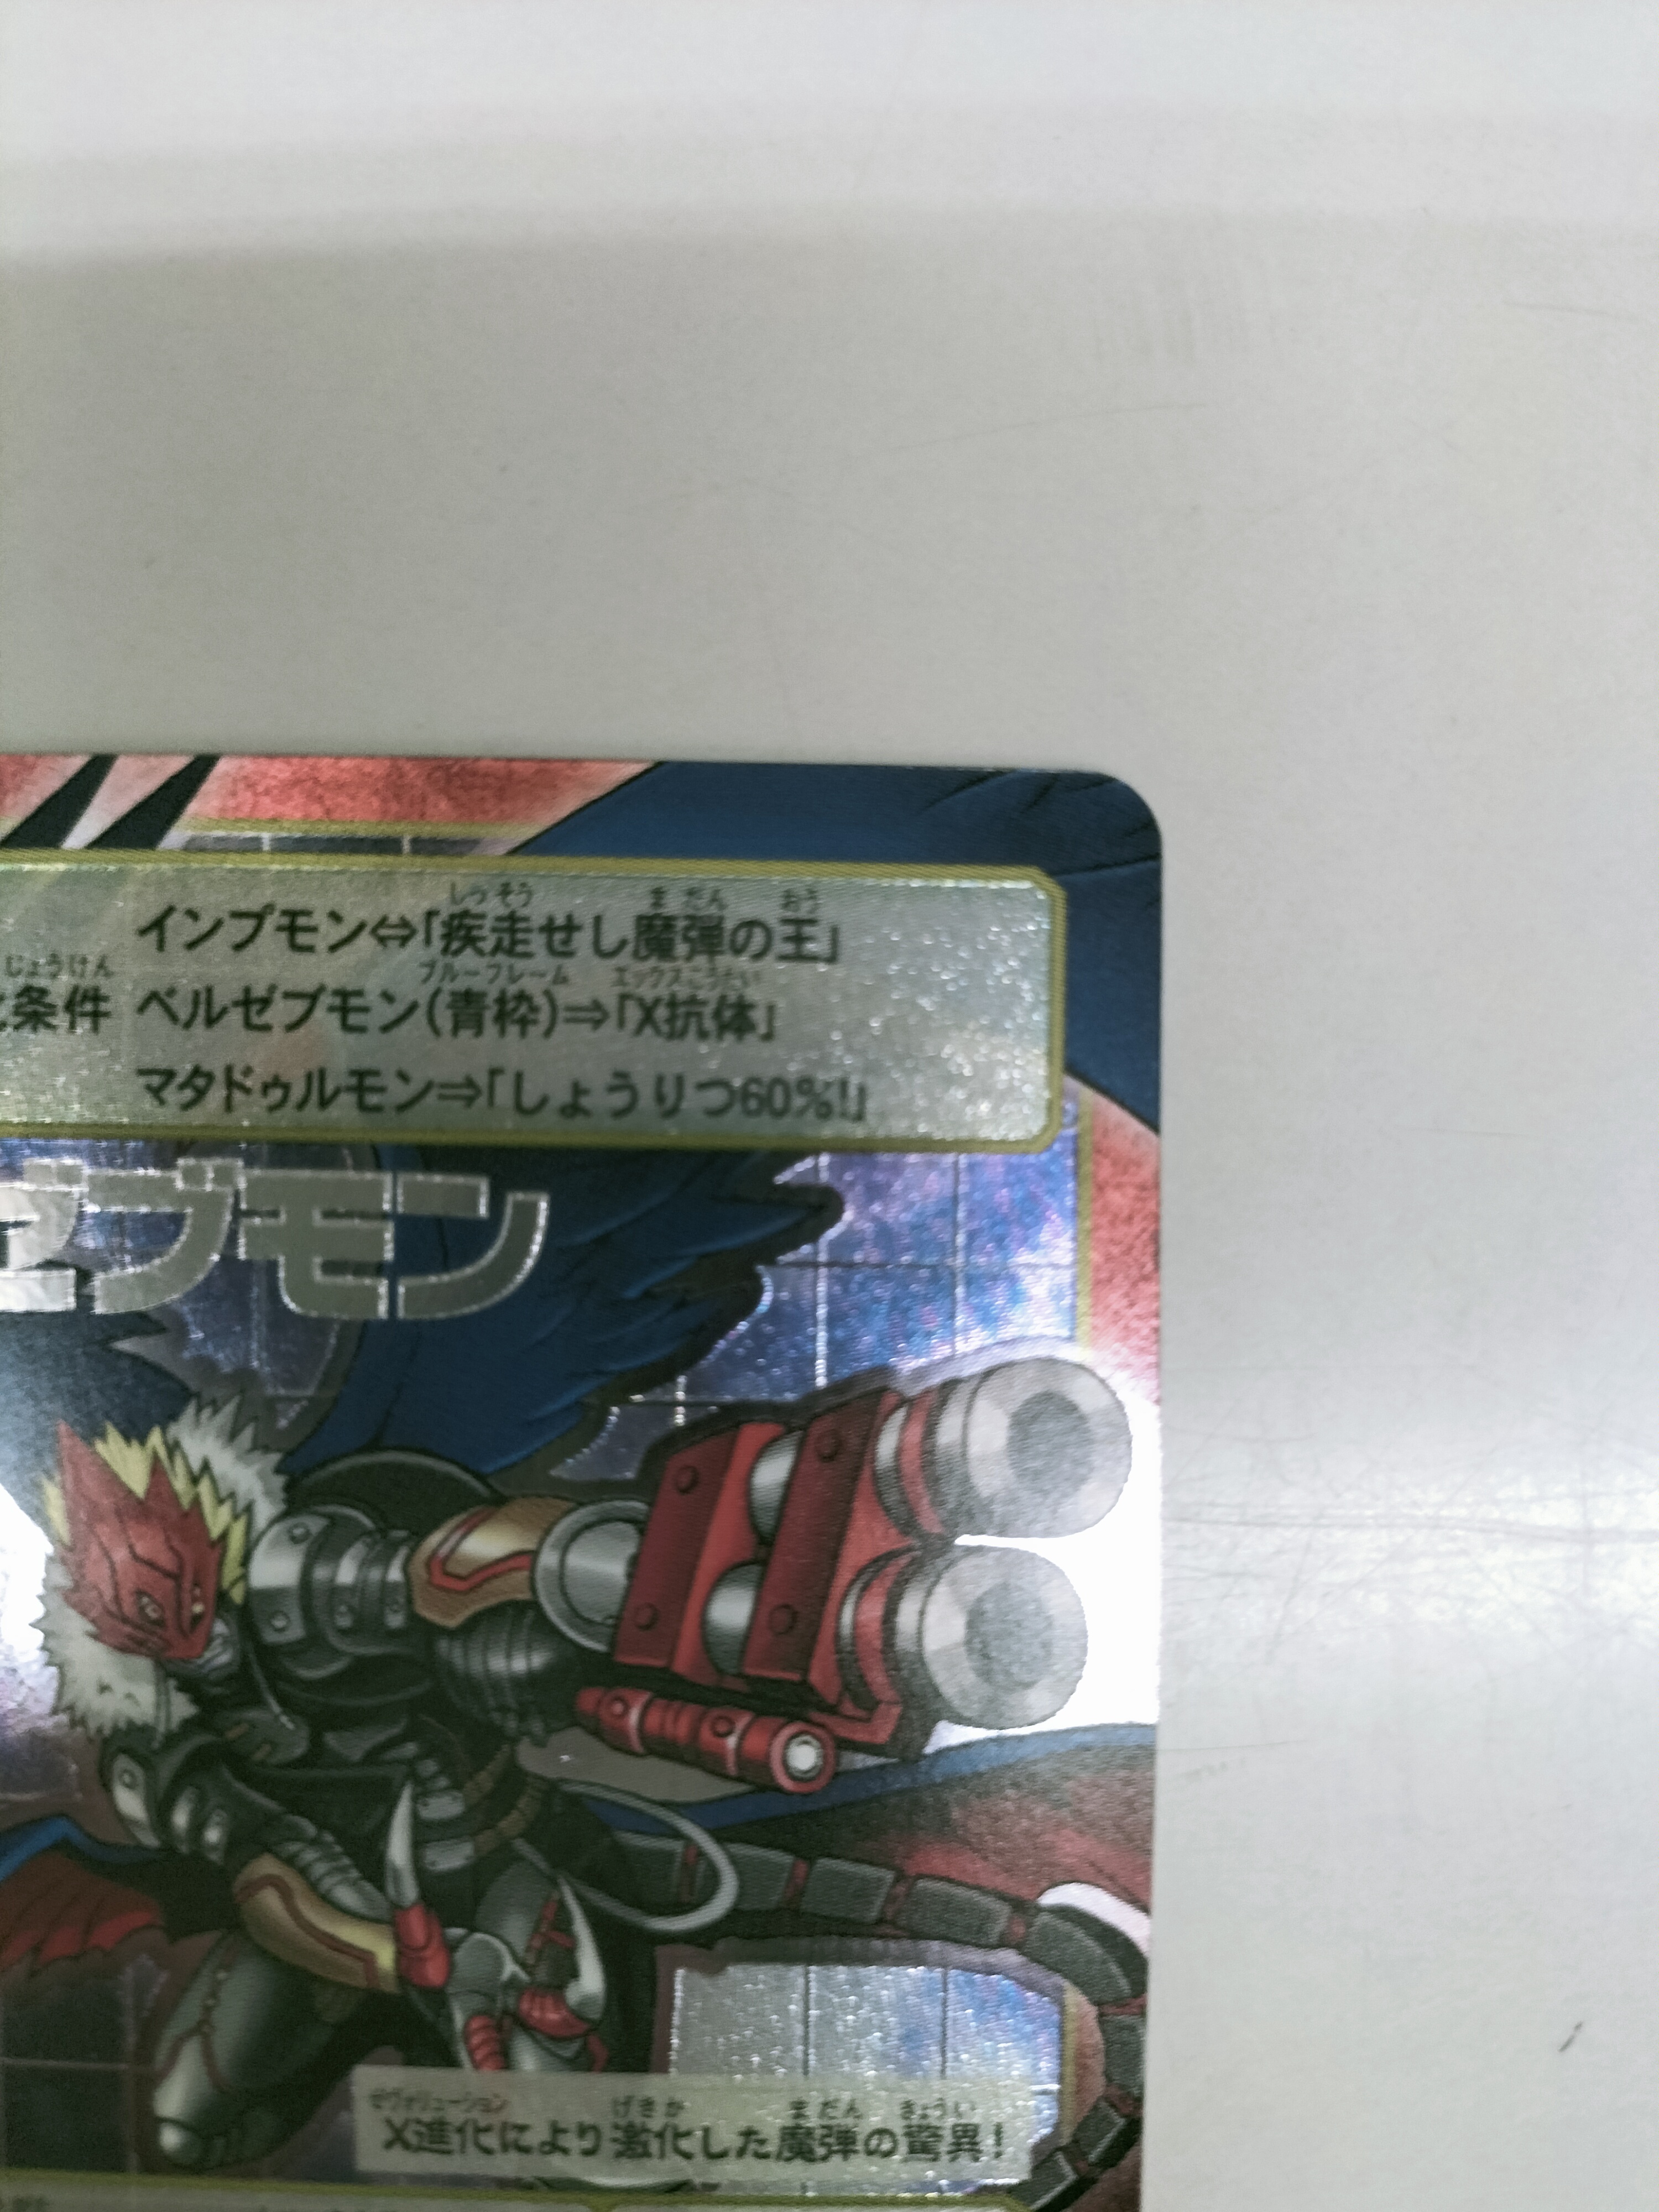 しっそう ま だん おう
インプモン⇔「疾走せし魔弾の王」
じょうけん ブルーフレーム エックスこうたい
条件 ベルゼブモン(青枠)⇒「X抗体」
マタドゥルモン⇒「しょうりつ60%!」
ゼブモン
ゼヴォリューション げきか まだん きょうい
X進化により激化した魔弾の驚異!